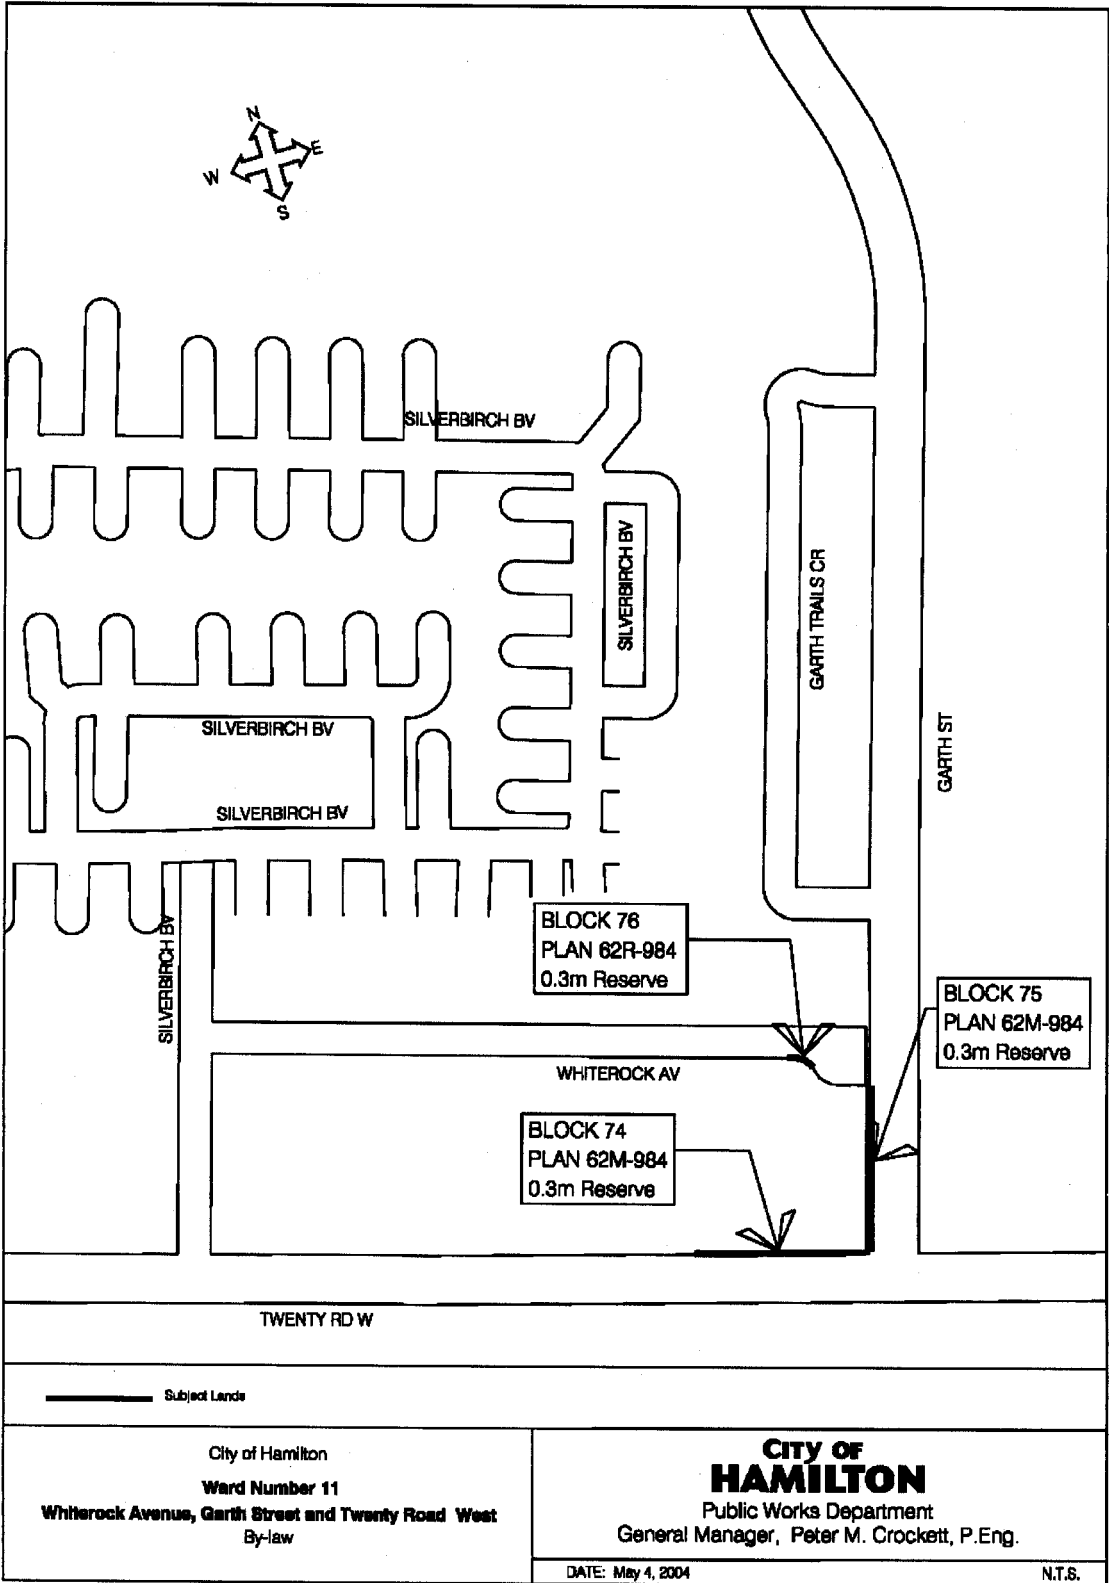 N
E
W
S
SILVERBIRCH BV
SILVERBIRCH BV
GARTH TRAILS CR
GARTH ST
SILVERBIRCH BV
SILVERBIRCH BV
SILVERBIRCH BV
BLOCK 76
PLAN 62R-984
0.3m Reserve
BLOCK 75
PLAN 62M-984
0.3m Reserve
WHITEROCK AV
BLOCK 74
PLAN 62M-984
0.3m Reserve
TWENTY RD W
Subject Lands
City of Hamilton
Ward Number 11
Whiterock Avenue, Garth Street and Twenty Road West
By-law
CITY OF
HAMILTON
Public Works Department
General Manager, Peter M. Crockett, P.Eng.
DATE: May 4, 2004
N.T.S.